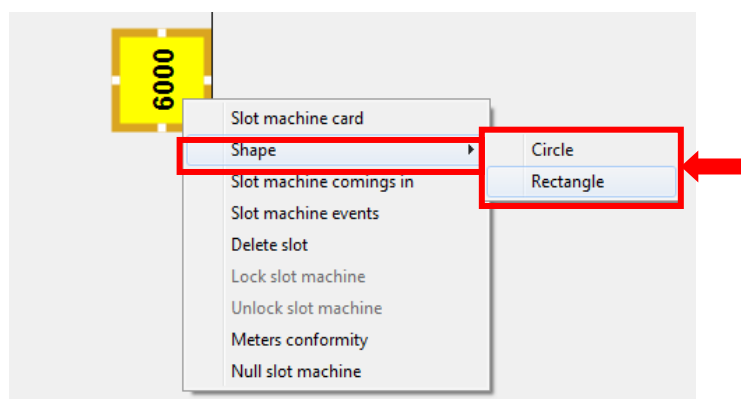 6000
Slot machine card
Shape
Circle
Slot machine comings in
Rectangle
Slot machine events
Delete slot
Lock slot machine
Unlock slot machine
Meters conformity
Null slot machine